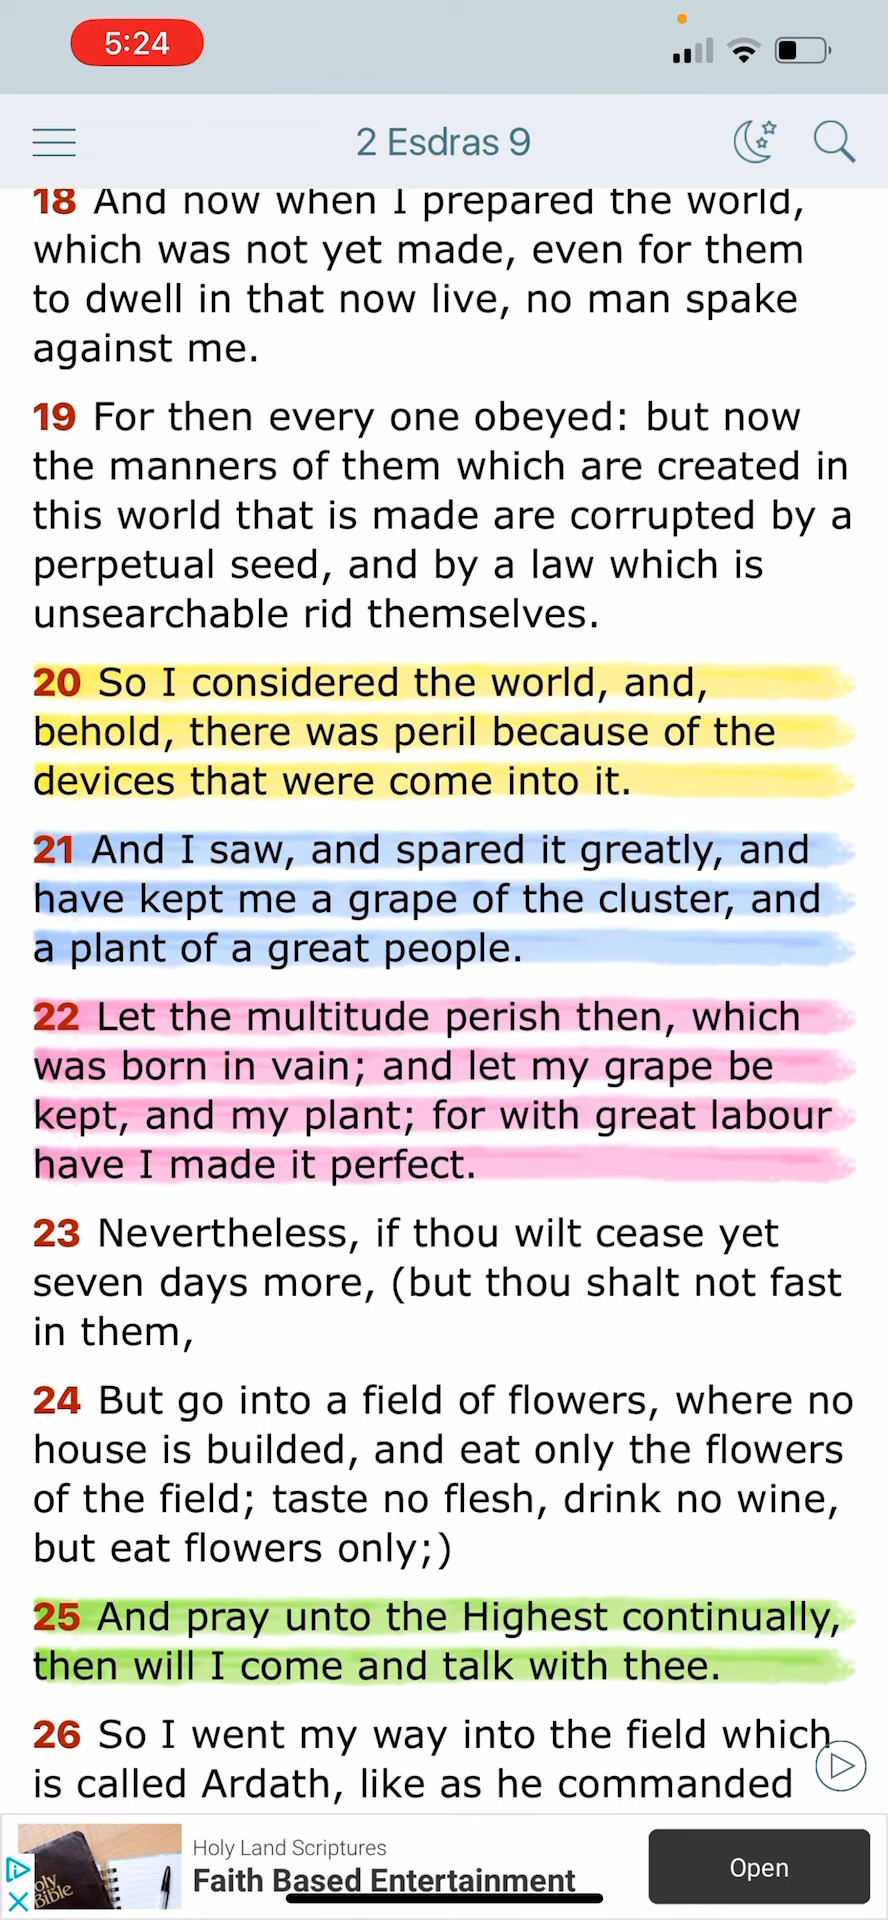 5:24
2 Esdras 9
18 And now when I prepared the world,
which was not yet made, even for them
to dwell in that now live, no man spake
against me.
19 For then every one obeyed: but now
the manners of them which are created in
this world that is made are corrupted by a
perpetual seed, and by a law which is
unsearchable rid themselves.
20 So I considered the world, and,
behold, there was peril because of the
devices that were come into it.
21 And I saw, and spared it greatly, and
have kept me a grape of the cluster, and
a plant of a great people.
22 Let the multitude perish then, which
was born in vain; and let my grape be
kept, and my plant; for with great labour
have I made it perfect.
23 Nevertheless, if thou wilt cease yet
seven days more, (but thou shalt not fast
in them,
24 But go into a field of flowers, where no
house is builded, and eat only the flowers
of the field; taste no flesh, drink no wine,
but eat flowers only;)
25 And pray unto the Highest continually,
then will I come and talk with thee.
26 So I went my way into the field which
is called Ardath, like as he commanded
Holy Land Scriptures
Faith Based Entertainment
Open
oly
Bible